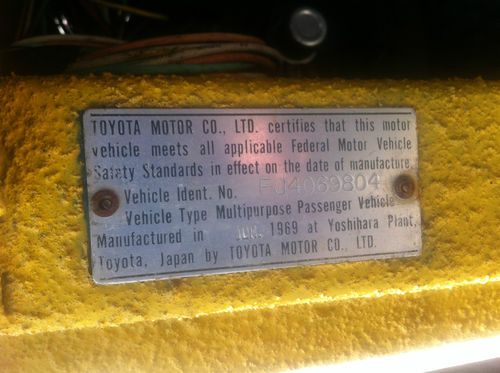 TOYOTA MOTOR CO., LTD. certifies that this motor
vehicle meets all applicable Federal Motor Vehicle
Safety Standards in effect on the date of manufacture.
Vehicle Ident. No. FJ4069804
Vehicle Type Multipurpose Passenger Vehicle
Manufactured in 1969 at Yoshihara Plant,
Toyota, Japan by TOYOTA MOTOR CO., LTD.